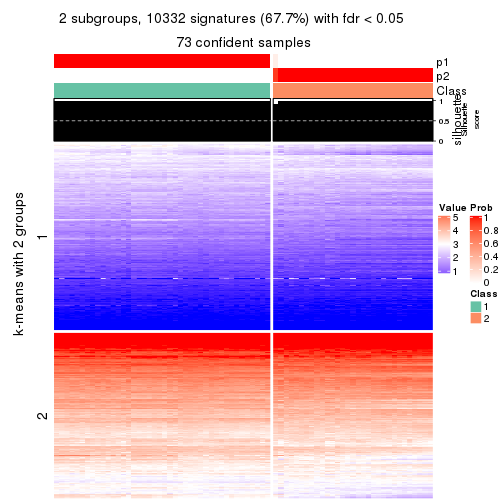 2 subgroups, 10332 signatures (67.7%) with fdr < 0.05
73 confident samples
p1
p2
Class
1
0.5
0
silhouette
Silhouette
score
k-means with 2 groups
1
2
Value
5
4
3
2
1
Prob
1
0.8
0.6
0.4
0.2
0
Class
1
2